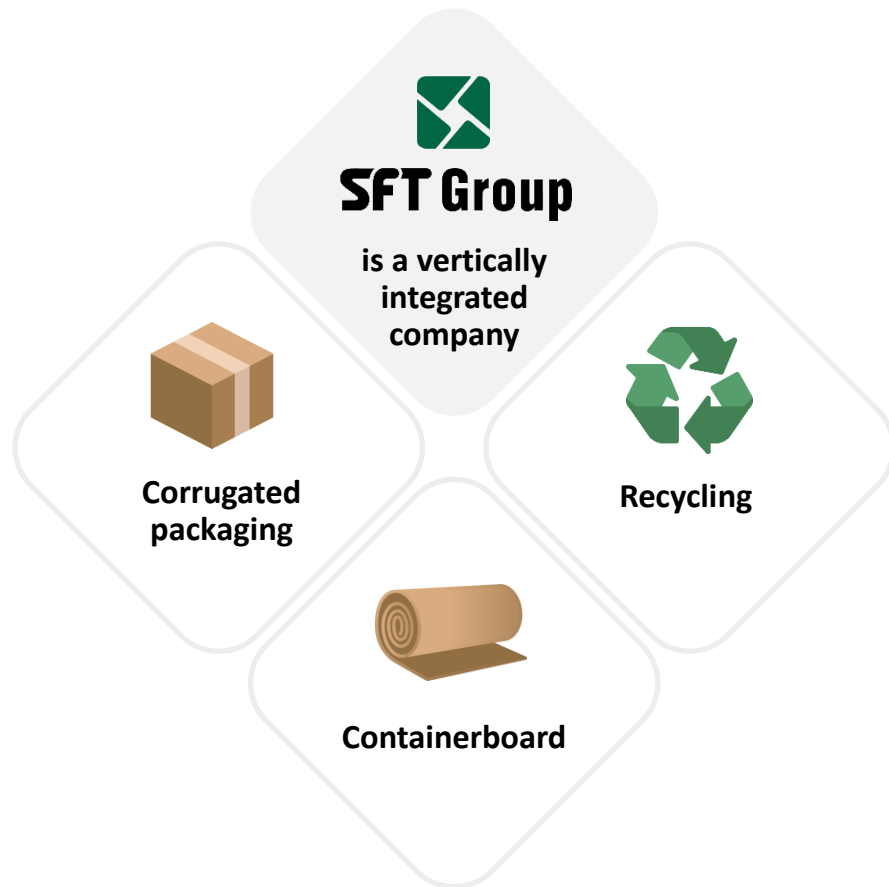 SFT Group
is a vertically
integrated
company
Corrugated
packaging
Recycling
Containerboard